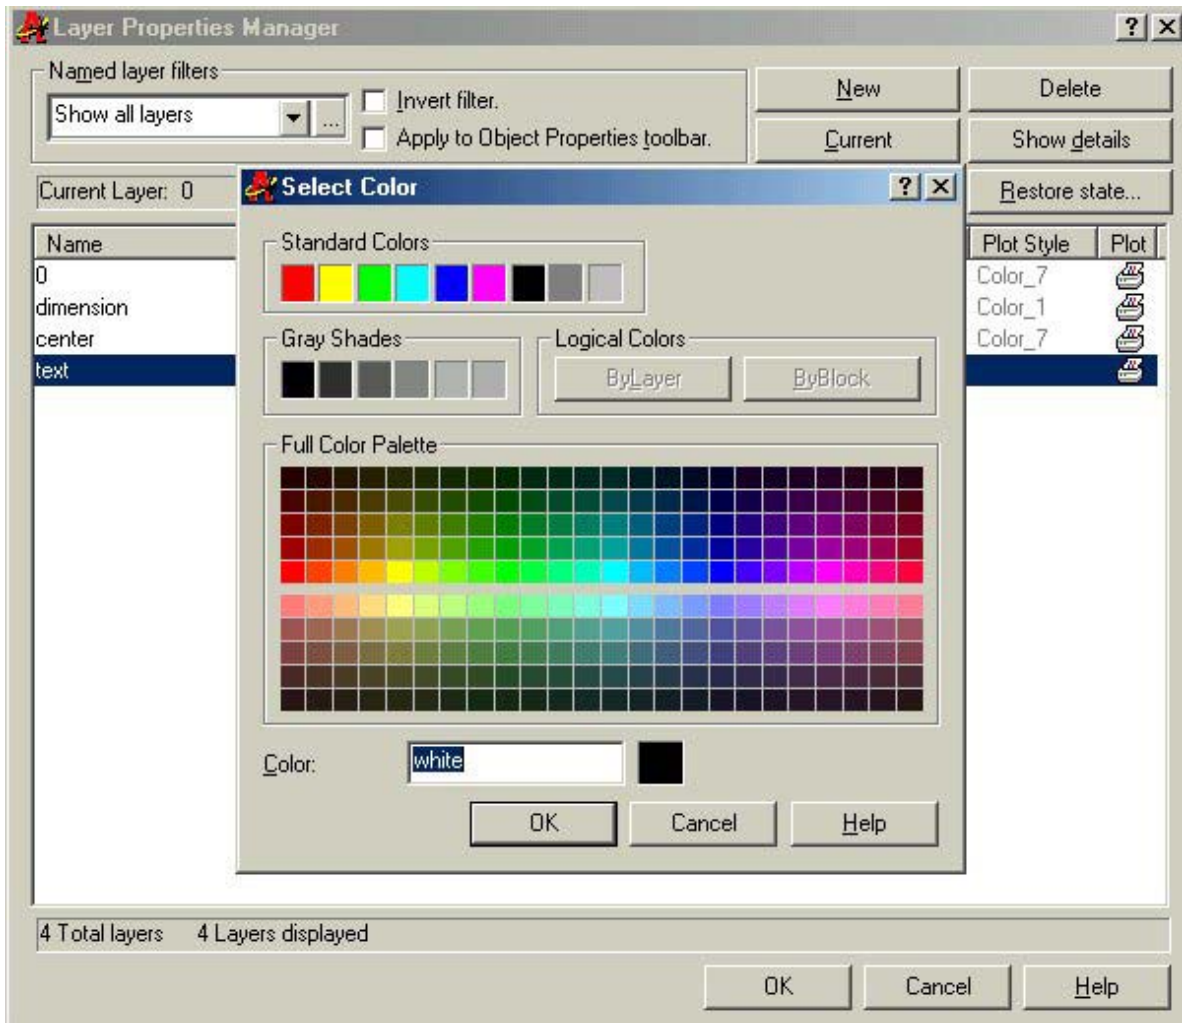 Layer Properties Manager
Named layer filters
Show all layers
...
Invert filter.
Apply to Object Properties toolbar.
New
Delete
Current
Show details
Current Layer: 0
Restore state...
Select Color
Name
Plot Style
Plot
0
Color_7
dimension
Color_1
center
Color_7
text
Standard Colors
Gray Shades
Logical Colors
ByLayer
ByBlock
Full Color Palette
Color:
white
OK
Cancel
Help
4 Total layers
4 Layers displayed
OK
Cancel
Help